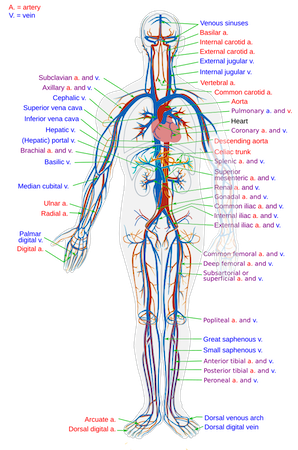 A. = artery
V. = vein
Venous sinuses
Basilar a.
Internal carotid a.
External carotid a.
External jugular v.
Internal jugular v.
Vertebral a.
Common carotid a.
Aorta
Pulmonary a. and v.
Heart
Coronary a. and v.
Descending aorta
Celiac trunk
Splenic a. and v.
Superior
mesenteric a. and v.
Renal a. and v.
Gonadal a. and v.
Common iliac a. and v.
Internal iliac a. and v.
External iliac a. and v.
Common femoral a. and v.
Deep femoral a. and v.
Subsartorial or
superficial a. and v.
Popliteal a. and v.
Great saphenous v.
Small saphenous v.
Anterior tibial a. and v.
Posterior tibial a. and v.
Peroneal a. and v.
Dorsal venous arch
Dorsal digital vein
Subclavian a. and v.
Axillary a. and v.
Cephalic v.
Superior vena cava
Inferior vena cava
Hepatic v.
(Hepatic) portal v.
Brachial a. and v.
Basilic v.
Median cubital v.
Ulnar a.
Radial a.
Palmar
digital v.
Digital a.
Arcuate a.
Dorsal digital a.